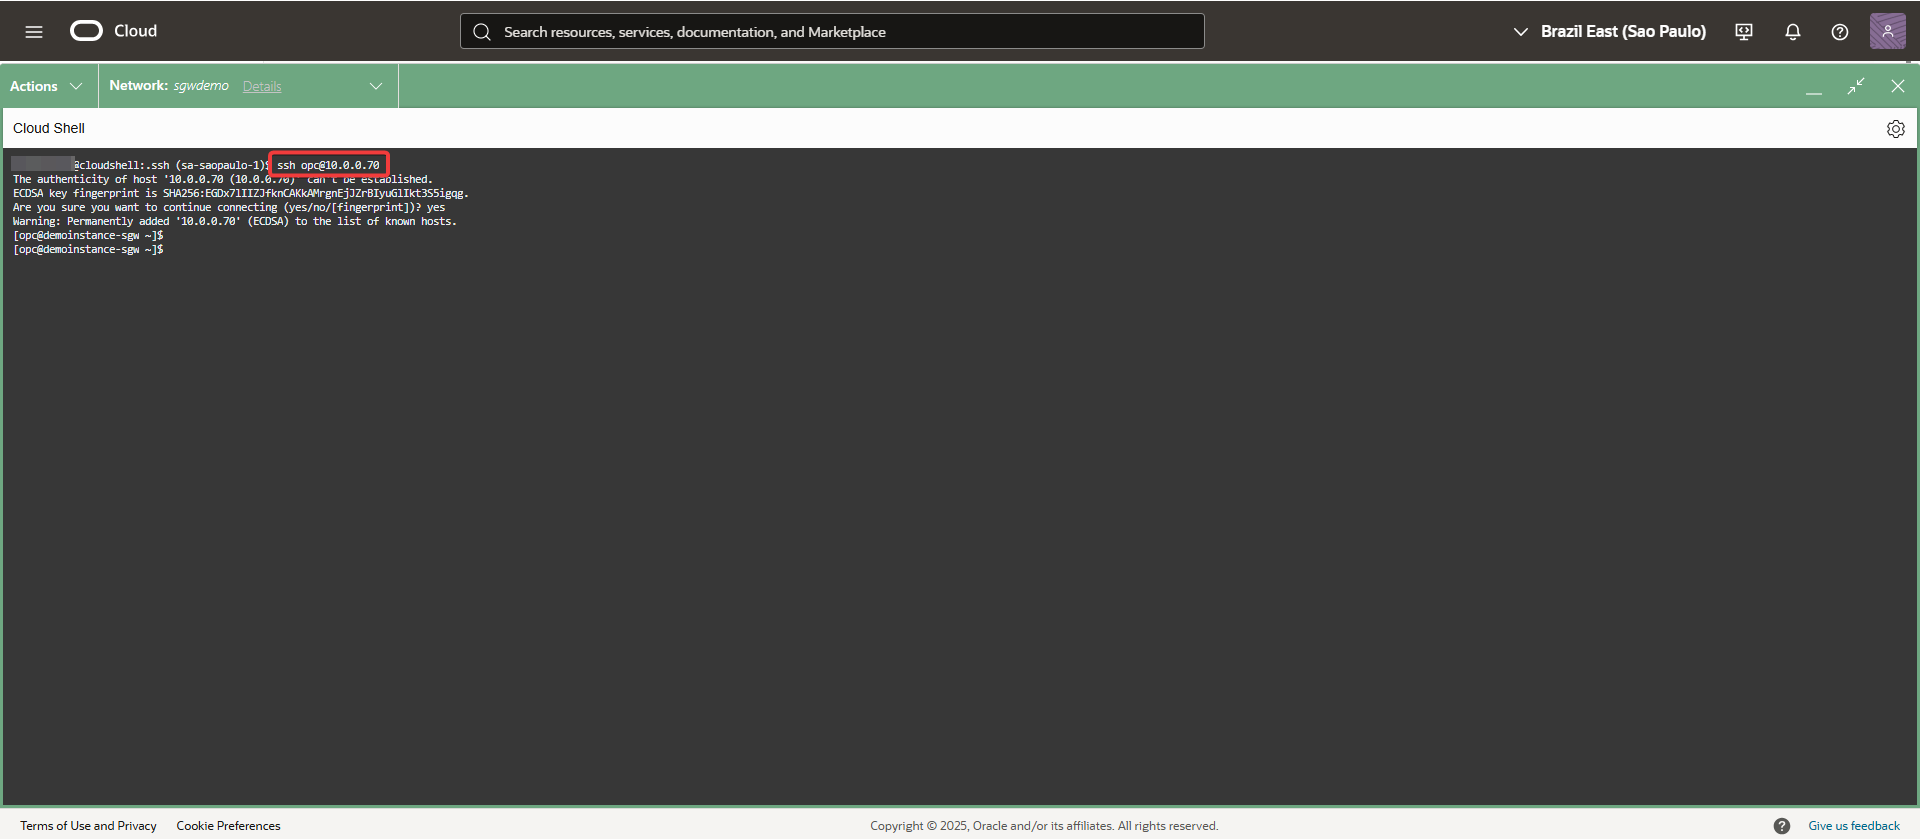 Cloud
Search resources, services, documentation, and Marketplace
Brazil East (Sao Paulo)
Actions
Network: sgwdemo Details
Cloud Shell
@cloudshell:.ssh (sa-saopaulo-1)$ ssh opc@10.0.0.70
The authenticity of host '10.0.0.70 (10.0.0.70)' can't be established.
ECDSA key fingerprint is SHA256:EGDx7lIIZJfknCAKkAMrgnEjJZrBIyuGlIkt3S5igqg.
Are you sure you want to continue connecting (yes/no/[fingerprint])? yes
Warning: Permanently added '10.0.0.70' (ECDSA) to the list of known hosts.
[opc@demoinstance-sgw ~]$
[opc@demoinstance-sgw ~]$
Terms of Use and Privacy
Cookie Preferences
Copyright © 2025, Oracle and/or its affiliates. All rights reserved.
Give us feedback